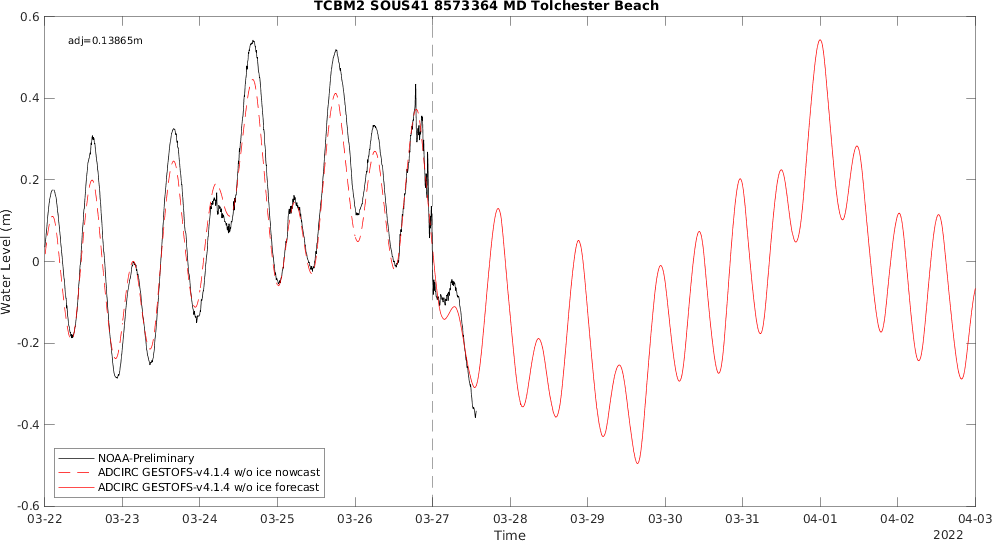 TCBM2 SOUS41 8573364 MD Tolchester Beach
adj=0.13865m
0.6
0.4
0.2
0
-0.2
-0.4
-0.6
Water Level (m)
NOAA-Preliminary
ADCIRC GESTOFS-v4.1.4 w/o ice nowcast
ADCIRC GESTOFS-v4.1.4 w/o ice forecast
03-22 03-23 03-24 03-25 03-26 03-27 03-28 03-29 03-30 03-31 04-01 04-02 04-03
Time
2022